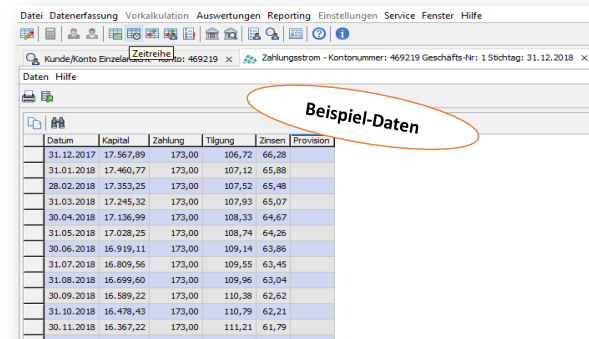 Datei Datenerfassung Vorkalkulation Auswertungen Reporting Einstellungen Service Fenster Hilfe
Zeitreihe
Kunde/Konto Einzelansicht Konto: 469219 × Zahlungsstrom - Kontonummer: 469219 Geschäfts-Nr: 1 Stichtag: 31.12.2018 ×
Daten Hilfe
Beispiel-Daten
Datum Kapital Zahlung Tilgung Zinsen Provision
31.12.2017 17.567,89 173,00 106,72 66,28
31.01.2018 17.460,77 173,00 107,12 65,88
28.02.2018 17.353,25 173,00 107,52 65,48
31.03.2018 17.245,32 173,00 107,93 65,07
30.04.2018 17.136,99 173,00 108,33 64,67
31.05.2018 17.028,25 173,00 108,74 64,26
30.06.2018 16.919,11 173,00 109,14 63,86
31.07.2018 16.809,56 173,00 109,55 63,45
31.08.2018 16.699,60 173,00 109,96 63,04
30.09.2018 16.589,22 173,00 110,38 62,62
31.10.2018 16.478,43 173,00 110,79 62,21
30.11.2018 16.367,22 173,00 111,21 61,79